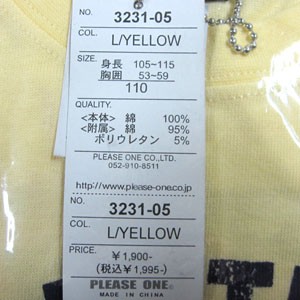 NO. 3231-05
COL. L/YELLOW
SIZE: 身長 105~115
胸囲 53~59
110
QUALITY:
<本体> 綿 100%
<附属> 綿 95%
ポリウレタン 5%
PLEASE ONE CO.,LTD.
052-910-8511
http://www.please-one.co.jp
NO. 3231-05
COL. L/YELLOW
PRICE. ¥1,900-
(税込¥1,995-)
PLEASE ONE.
MADE IN CHINA